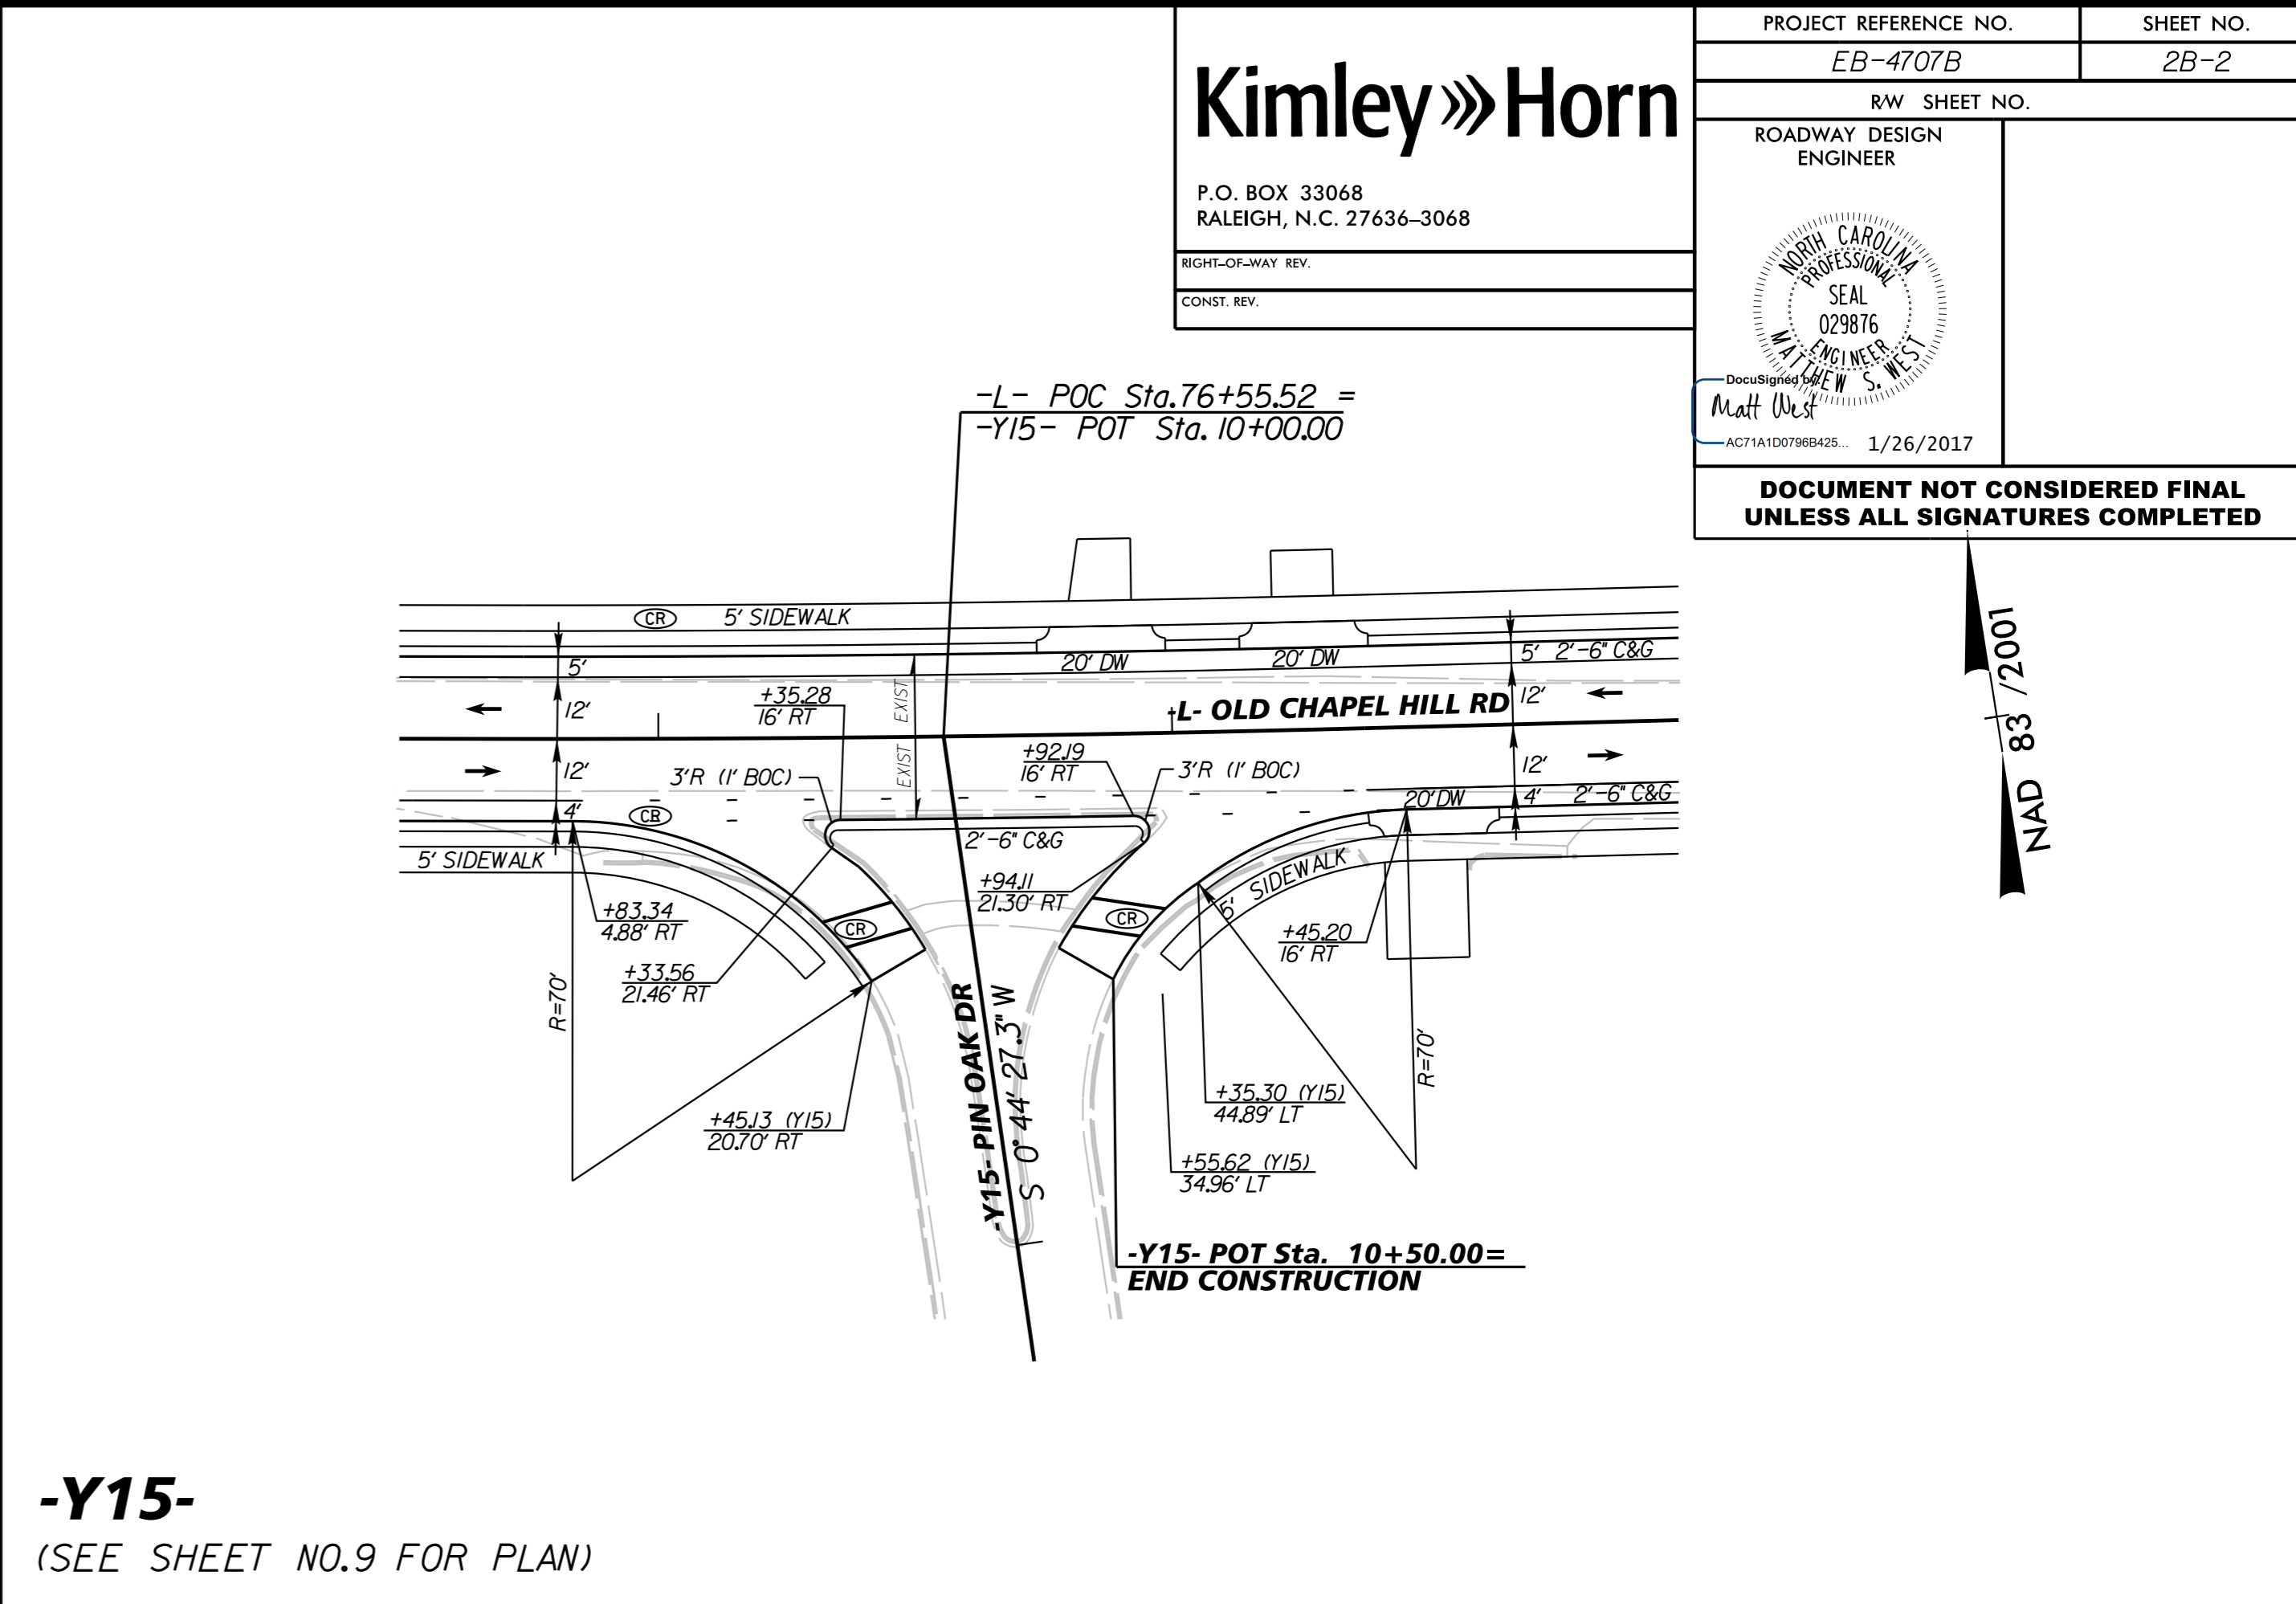 Kimley»Horn
P.O. BOX 33068
RALEIGH, N.C. 27636–3068
RIGHT–OF–WAY REV.
CONST. REV.
PROJECT REFERENCE NO.
SHEET NO.
EB-4707B
2B-2
R/W SHEET NO.
ROADWAY DESIGN
ENGINEER
NORTH CAROLINA
PROFESSIONAL
SEAL
029876
ENGINEER
MATTHEW S. WEST
DocuSigned by:
Matt West
AC71A1D0796B425...
1/26/2017
DOCUMENT NOT CONSIDERED FINAL
UNLESS ALL SIGNATURES COMPLETED
NAD 83 /2001
-L- POC Sta.76+55.52 =
-Y15- POT Sta. 10+00.00
CR
5' SIDEWALK
5'
20' DW
20' DW
5'
2'-6" C&G
12'
+35.28
16' RT
EXIST
-L- OLD CHAPEL HILL RD
12'
12'
3'R (1' BOC)
EXIST
+92.19
16' RT
3'R (1' BOC)
12'
4'
CR
20' DW
4'
2'-6" C&G
5' SIDEWALK
2'-6" C&G
5' SIDEWALK
+94.11
21.30' RT
+83.34
4.88' RT
CR
CR
+45.20
16' RT
+33.56
21.46' RT
R=70'
R=70'
-Y15- PIN OAK DR
S 0° 44' 27.3" W
+35.30 (Y15)
44.89' LT
+45.13 (Y15)
20.70' RT
+55.62 (Y15)
34.96' LT
-Y15- POT Sta. 10+50.00=
END CONSTRUCTION
-Y15-
(SEE SHEET NO.9 FOR PLAN)